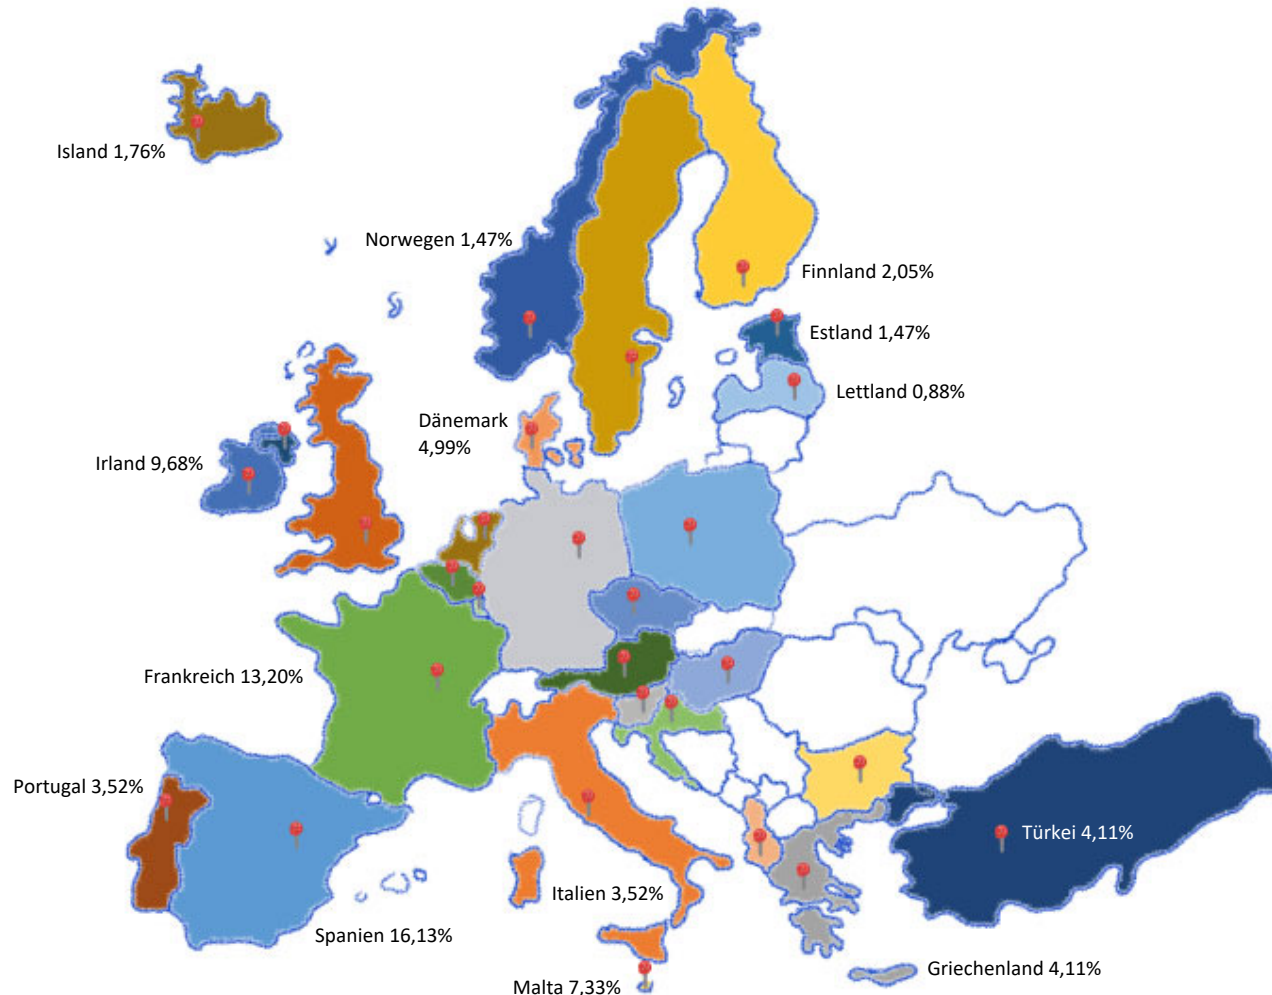 Island 1,76%
Norwegen 1,47%
Finnland 2,05%
Estland 1,47%
Lettland 0,88%
Dänemark
4,99%
Irland 9,68%
Frankreich 13,20%
Portugal 3,52%
Türkei 4,11%
Italien 3,52%
Spanien 16,13%
Griechenland 4,11%
Malta 7,33%